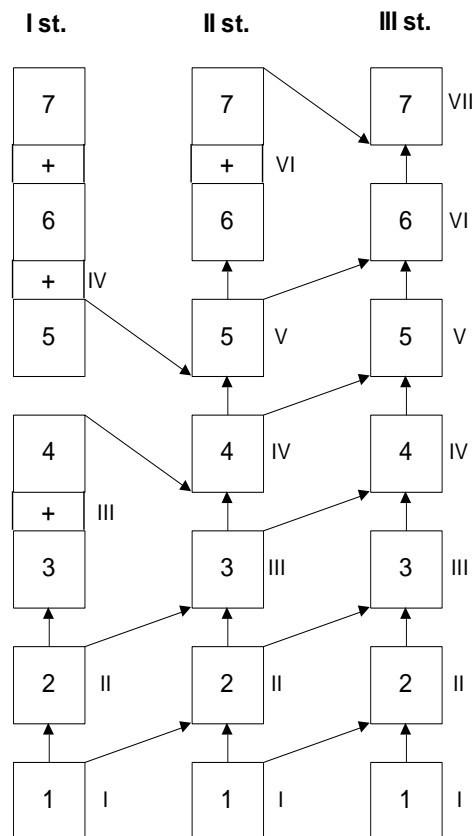 I st. II st. III st.
7 7 7 VII
+ + VI
6 6 6 VI
+ IV
5 5 V 5 V
4 4 IV 4 IV
+ III
3 3 III 3 III
2 II 2 II 2 II
1 I 1 I 1 I